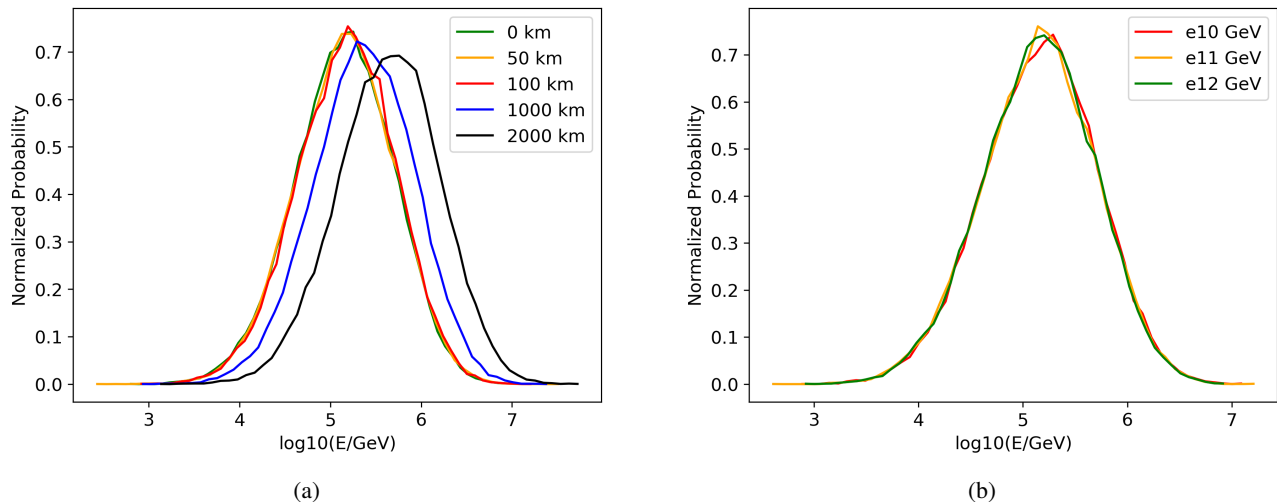 0.7
0.6
0.5
0.4
0.3
0.2
0.1
0.0
Normalized Probability
3 4 5 6 7
log10(E/GeV)
0 km
50 km
100 km
1000 km
2000 km
(a)
0.7
0.6
0.5
0.4
0.3
0.2
0.1
0.0
Normalized Probability
3 4 5 6 7
log10(E/GeV)
e10 GeV
e11 GeV
e12 GeV
(b)